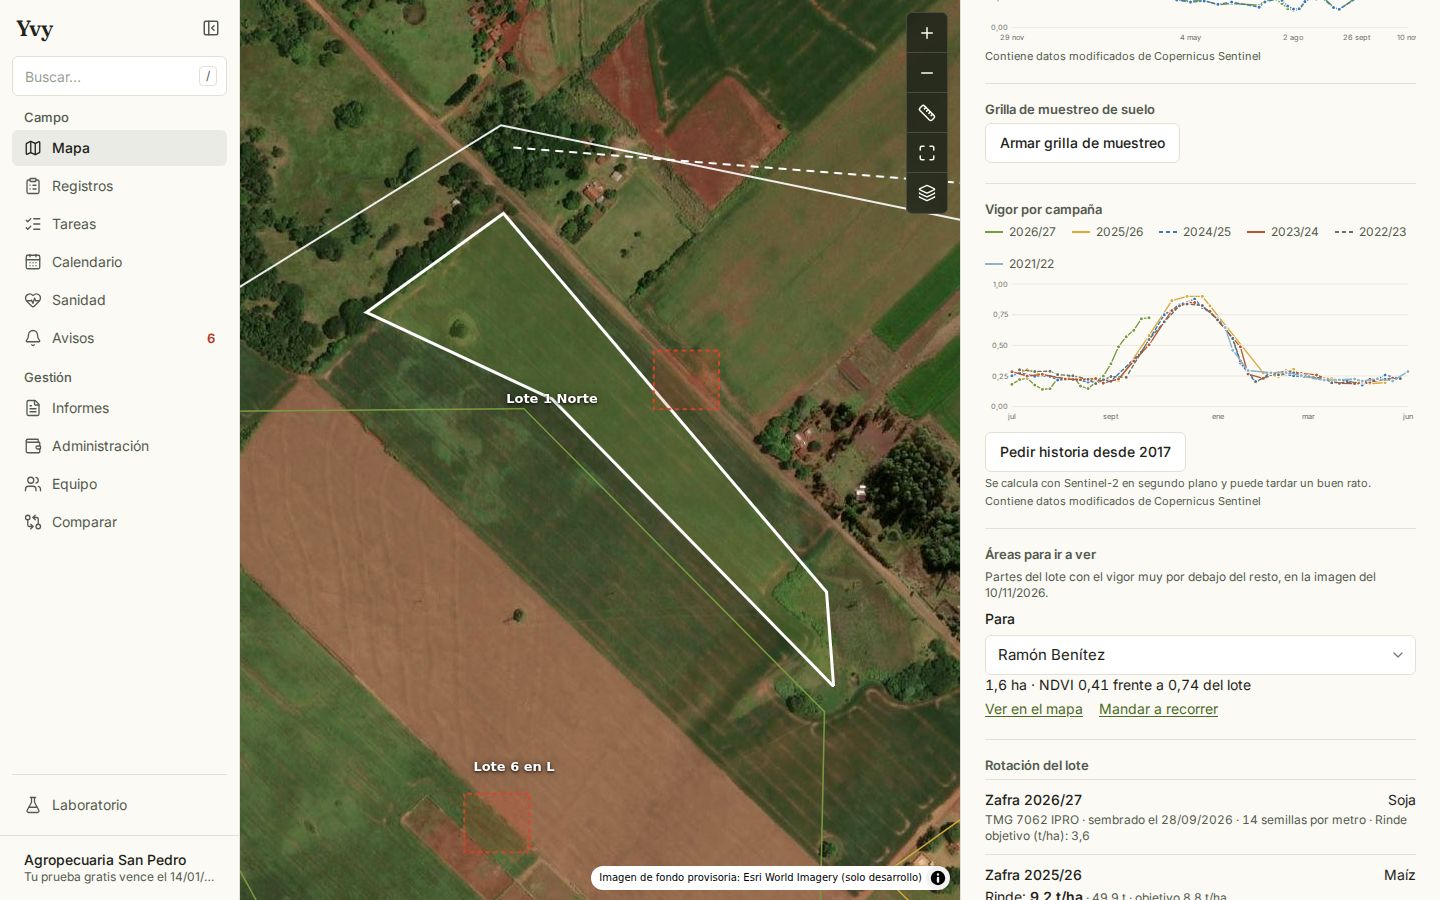 Yvy
Buscar...
/
Campo
Mapa
Registros
Tareas
Calendario
Sanidad
Avisos
6
Gestión
Informes
Administración
Equipo
Comparar
Laboratorio
Agropecuaria San Pedro
Tu prueba gratis vence el 14/01/...
Lote 1 Norte
Lote 6 en L
Imagen de fondo provisoria: Esri World Imagery (solo desarrollo)
0,00
29 nov
4 may
2 ago
26 sept
10 nov
Contiene datos modificados de Copernicus Sentinel
Grilla de muestreo de suelo
Armar grilla de muestreo
Vigor por campaña
2026/27
2025/26
2024/25
2023/24
2022/23
2021/22
1,00
0,75
0,50
0,25
0,00
jul
sept
ene
mar
jun
Pedir historia desde 2017
Se calcula con Sentinel-2 en segundo plano y puede tardar un buen rato.
Contiene datos modificados de Copernicus Sentinel
Áreas para ir a ver
Partes del lote con el vigor muy por debajo del resto, en la imagen del
10/11/2026.
Para
Ramón Benítez
1,6 ha · NDVI 0,41 frente a 0,74 del lote
Ver en el mapa
Mandar a recorrer
Rotación del lote
Zafra 2026/27
Soja
TMG 7062 IPRO · sembrado el 28/09/2026 · 14 semillas por metro · Rinde
objetivo (t/ha): 3,6
Zafra 2025/26
Maíz
Rinde: 9,2 t/ha · 49,9 t · objetivo 8,8 t/ha